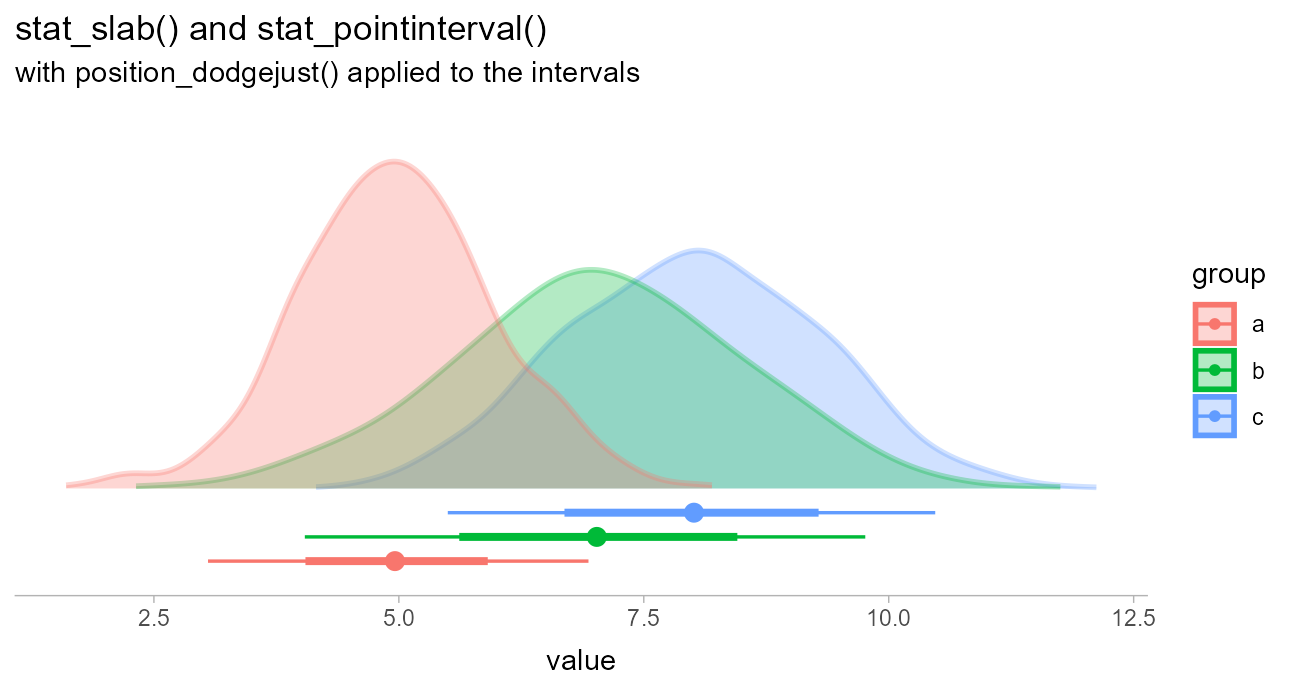 stat_slab() and stat_pointinterval()
with position_dodgejust() applied to the intervals
group
a
b
c
2.5 5.0 7.5 10.0 12.5
value